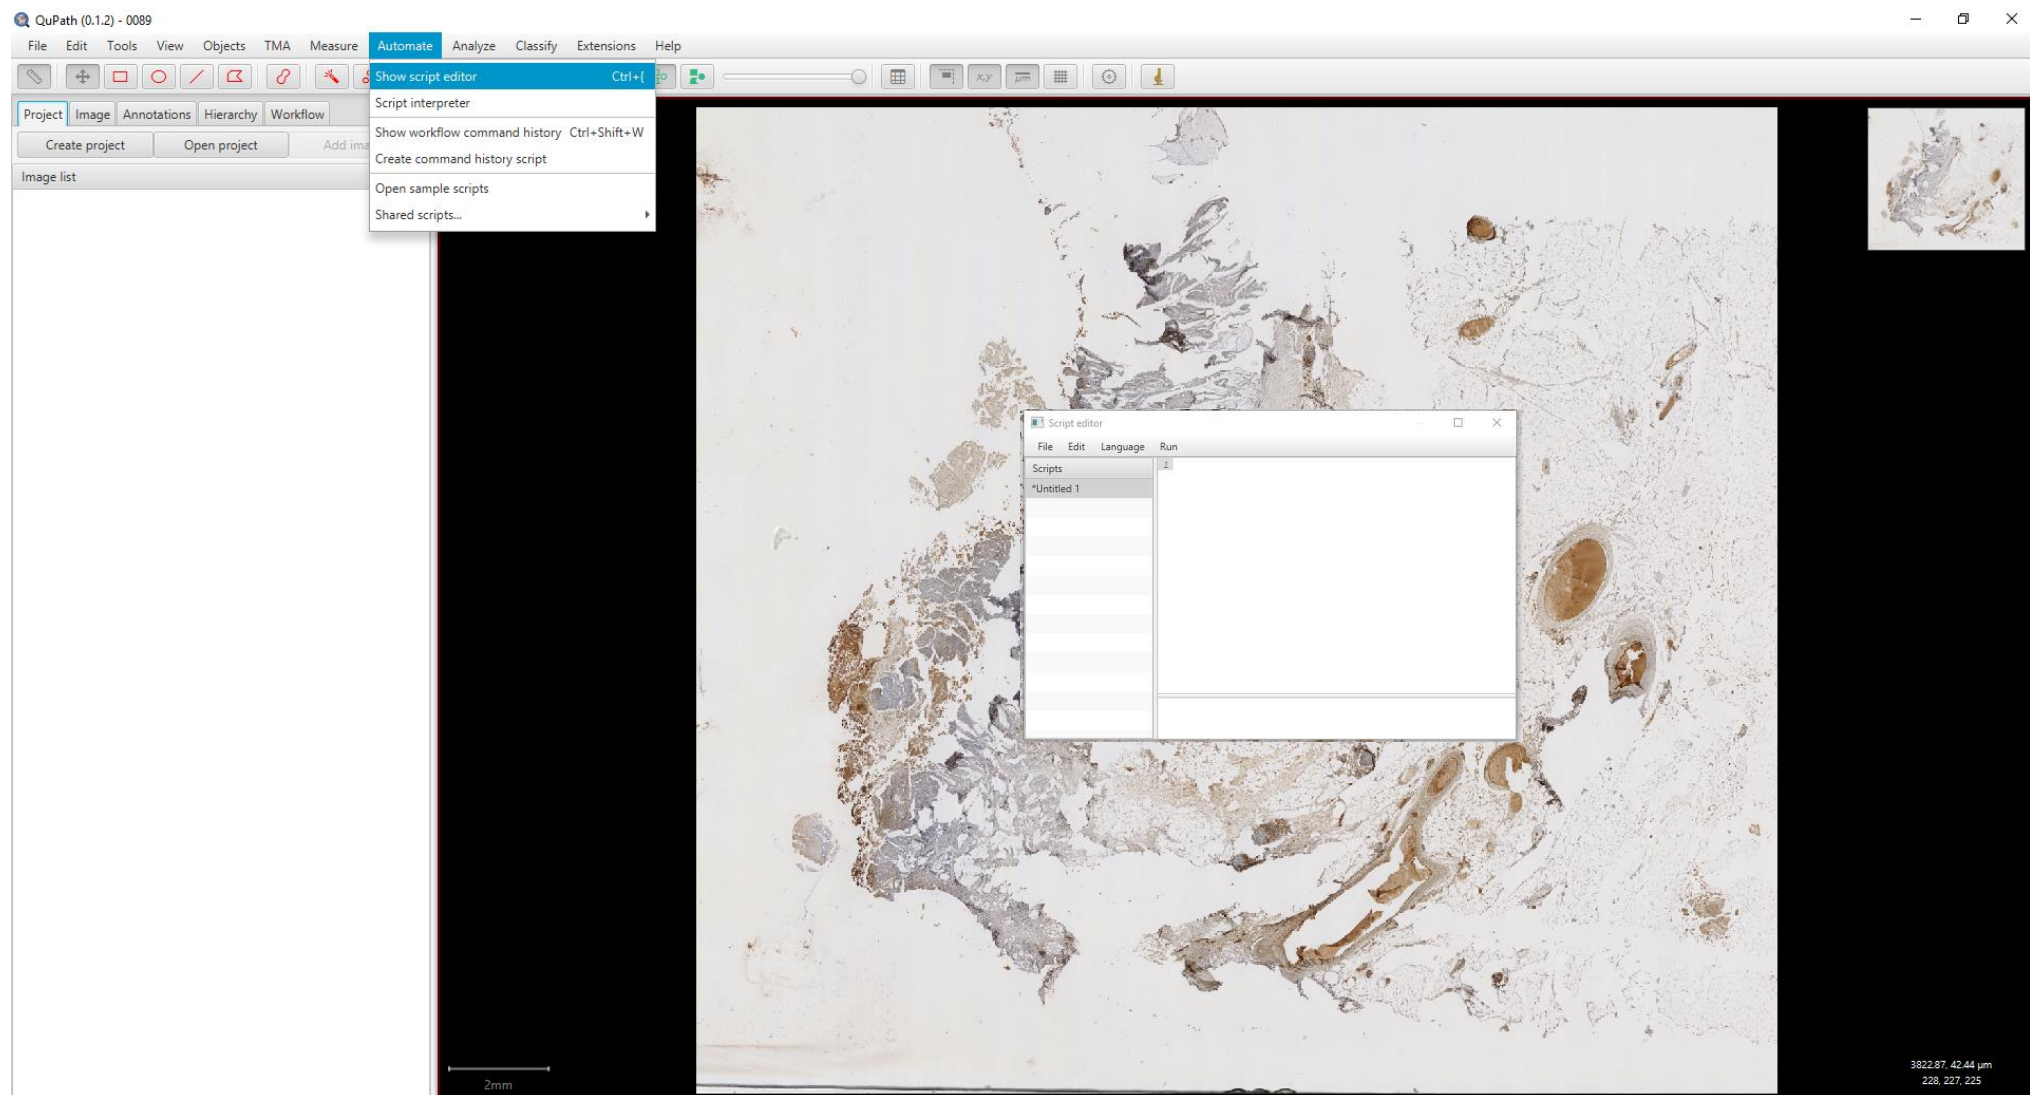 QuPath (0.1.2) - 0089
File Edit Tools View Objects TMA Measure Automate Analyze Classify Extensions Help
x,y μm
Show script editor Ctrl+[
Script interpreter
Show workflow command history Ctrl+Shift+W
Create command history script
Open sample scripts
Shared scripts...
Project Image Annotations Hierarchy Workflow
Create project Open project Add ima
Image list
Script editor
File Edit Language Run
Scripts 1
*Untitled 1
2mm
3822.87, 42.44 μm
228, 227, 225